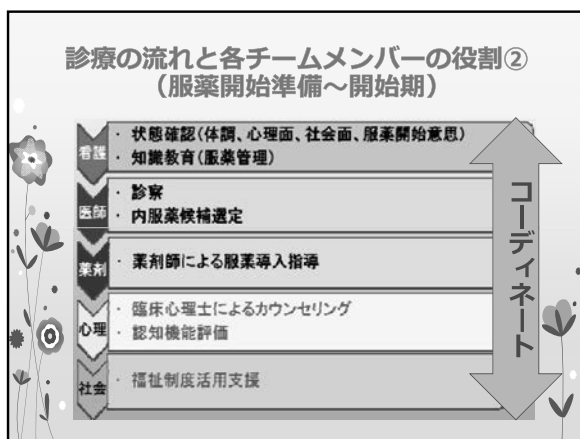 診療の流れと各チームメンバーの役割②
（服薬開始準備～開始期）
看護
・ 状態確認（体調、心理面、社会面、服薬開始意思）
・ 知識教育（服薬管理）
医師
・ 診察
・ 内服薬候補選定
薬剤
・ 薬剤師による服薬導入指導
心理
・ 臨床心理士によるカウンセリング
・ 認知機能評価
社会
・ 福祉制度活用支援
コーディネート